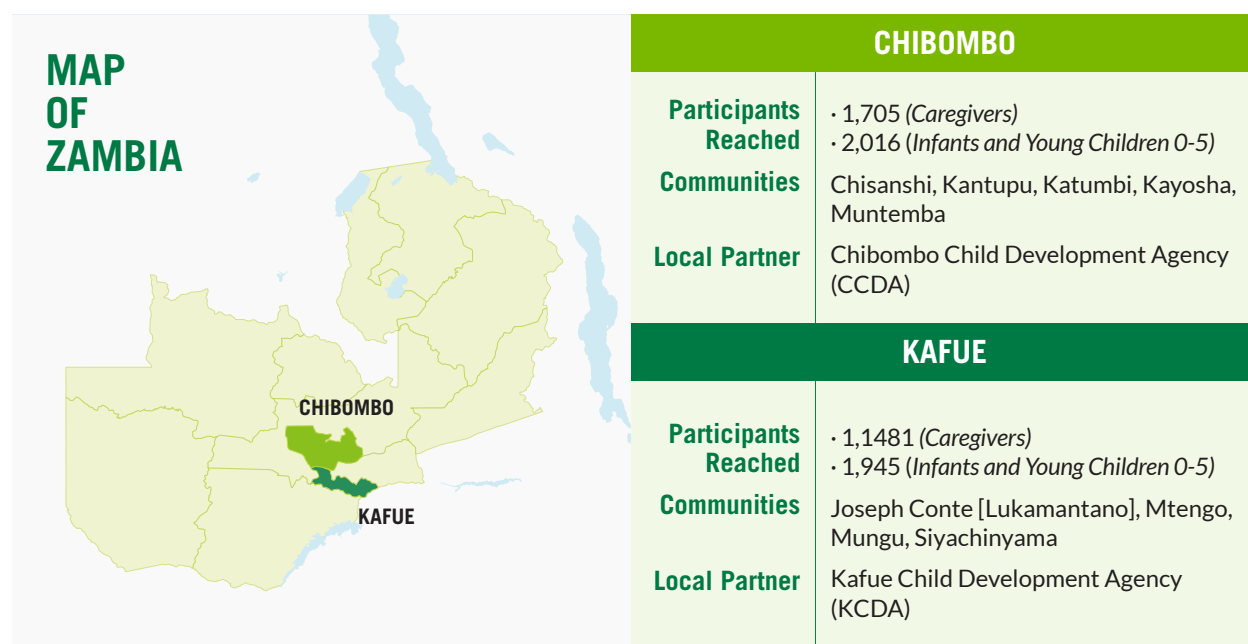 MAP
OF
ZAMBIA
CHIBOMBO
KAFUE
CHIBOMBO
Participants
Reached
· 1,705 (Caregivers)
· 2,016 (Infants and Young Children 0-5)
Communities
Chisanshi, Kantupu, Katumbi, Kayosha,
Muntemba
Local Partner
Chibombo Child Development Agency
(CCDA)
KAFUE
Participants
Reached
· 1,1481 (Caregivers)
· 1,945 (Infants and Young Children 0-5)
Communities
Joseph Conte [Lukamantano], Mtengo,
Mungu, Siyachinyama
Local Partner
Kafue Child Development Agency
(KCDA)